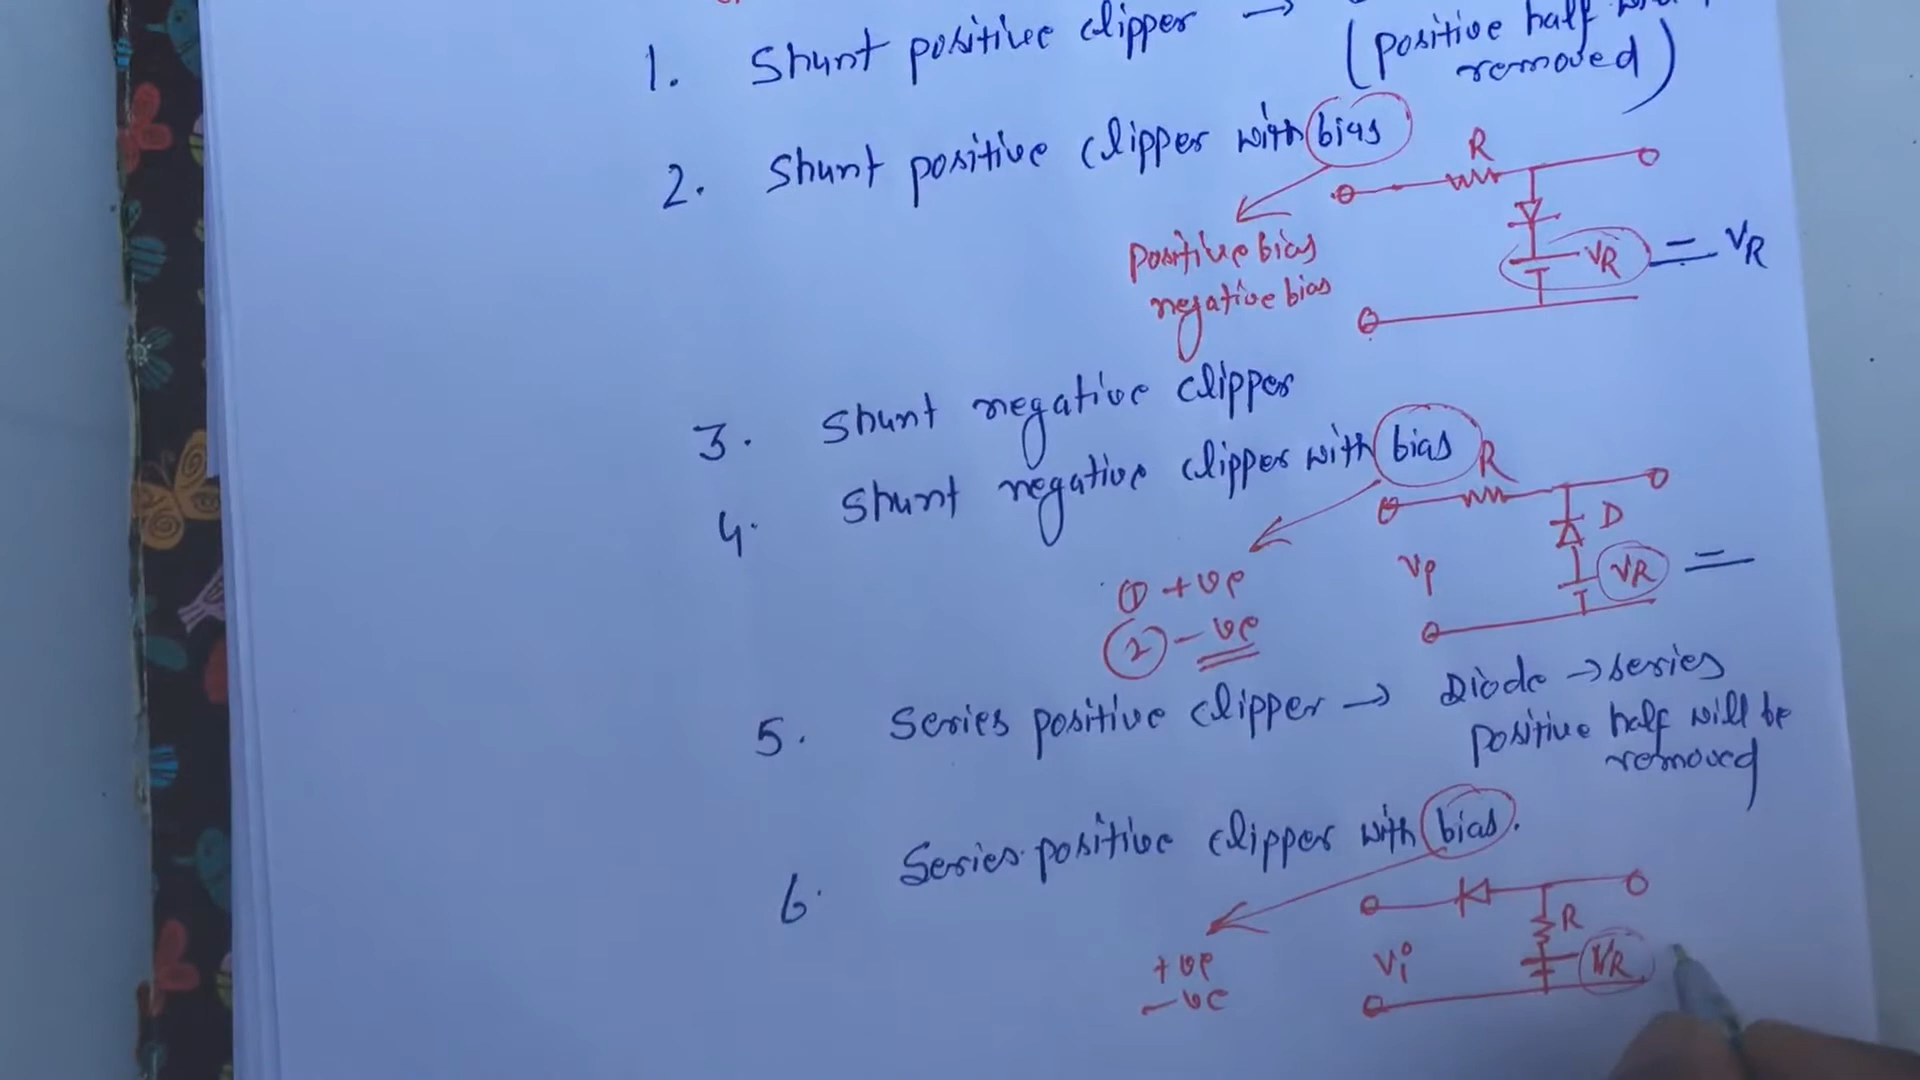 1. Shunt positive clipper →
(positive half
removed)
2. Shunt positive clipper with bias
R
positive bias
negative bias
VR = VR
3. Shunt negative clipper
4. Shunt negative clipper with bias
R
D
① +ve
Vi
VR =
② -ve
5. Series positive clipper → Diode → series
positive half will be
removed
6. Series positive clipper with bias.
R
+ve
-ve
Vi
VR